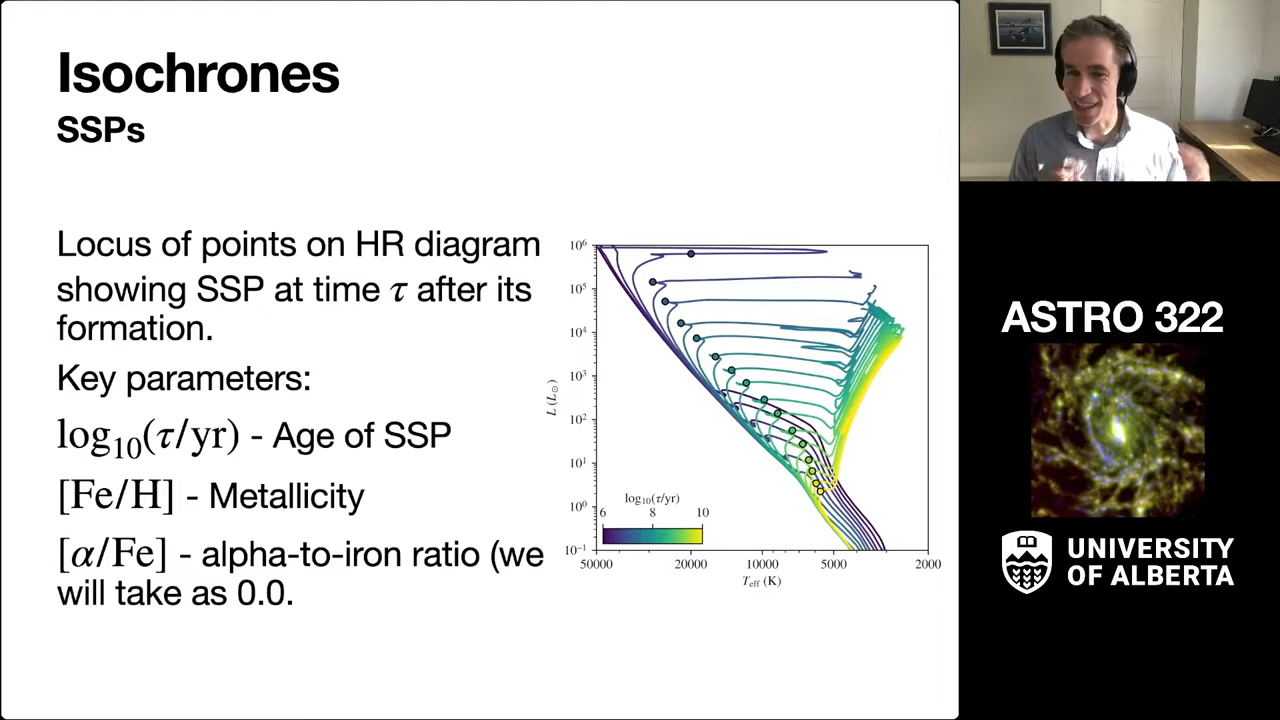 Isochrones
SSPs
Locus of points on HR diagram
showing SSP at time τ after its
formation.
Key parameters:
log₁₀(τ/yr) - Age of SSP
[Fe/H] - Metallicity
[α/Fe] - alpha-to-iron ratio (we
will take as 0.0.
10⁶
10⁵
10⁴
10³
10²
10¹
10⁰
10⁻¹
L (L☉)
log₁₀(τ/yr)
6 8 10
50000 20000 10000 5000 2000
T_eff (K)
ASTRO 322
UNIVERSITY
OF ALBERTA